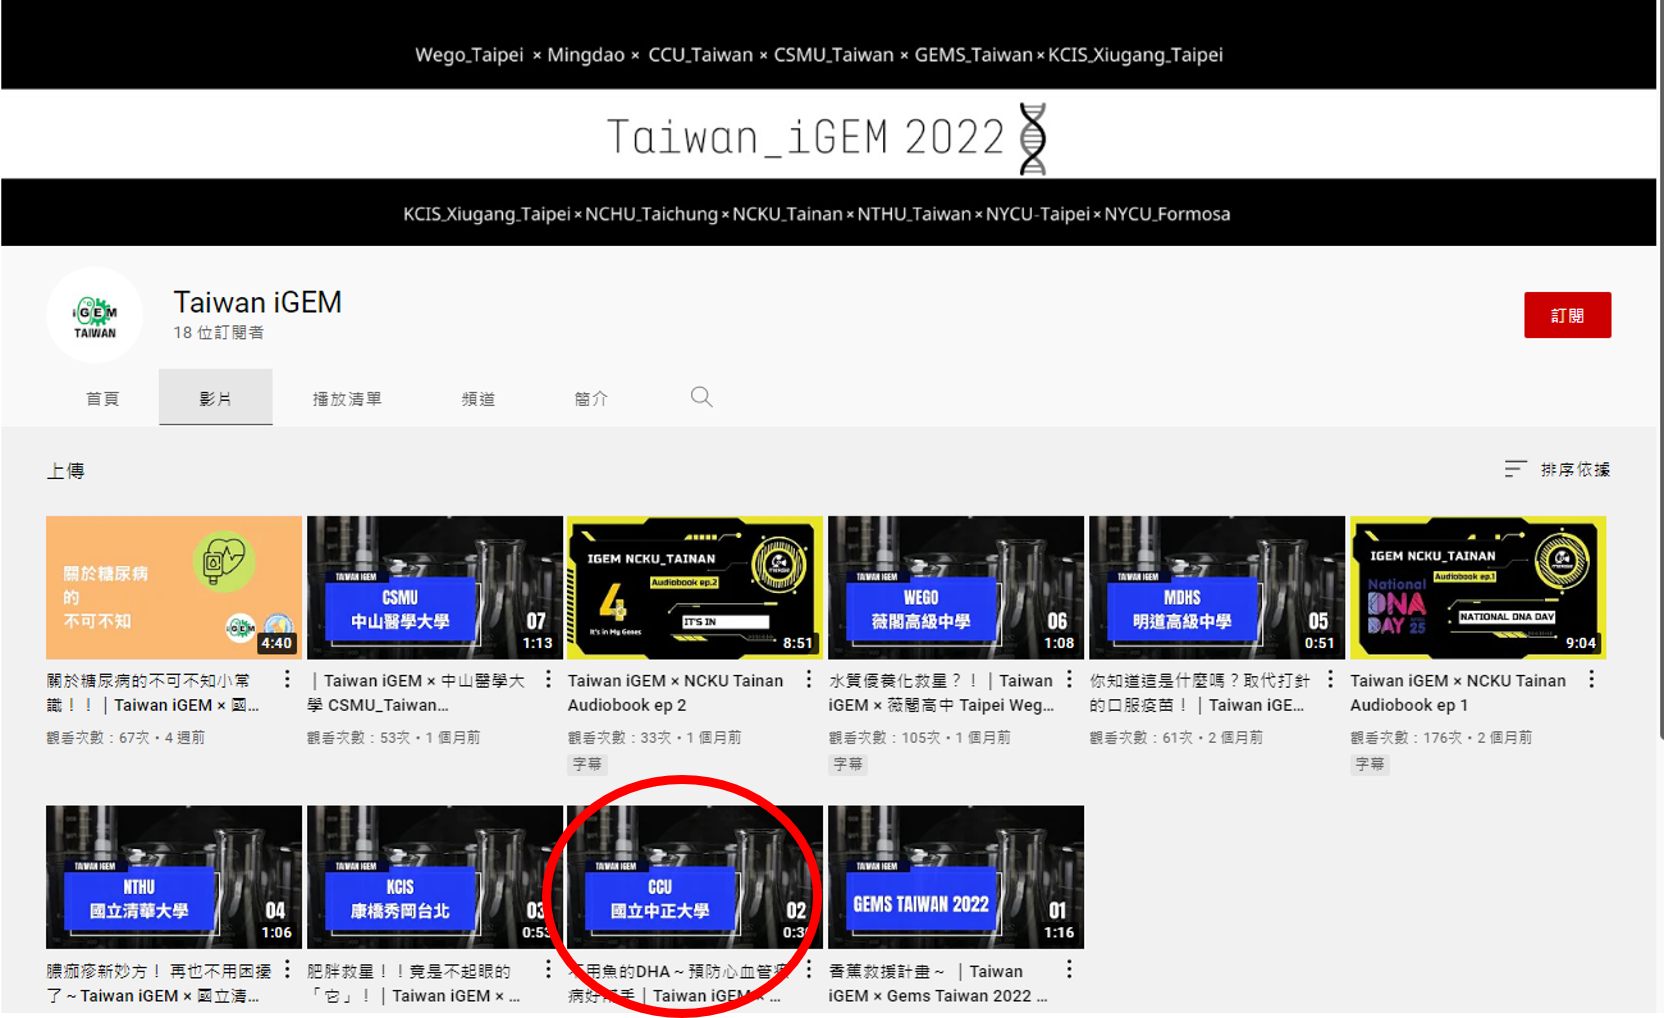 Wego_Taipei × Mingdao × CCU_Taiwan × CSMU_Taiwan × GEMS_Taiwan×KCIS_Xiugang_Taipei
Taiwan_iGEM 2022
KCIS_Xiugang_Taipei×NCHU_Taichung×NCKU_Tainan×NTHU_Taiwan×NYCU-Taipei×NYCU_Formosa
iGEM
TAIWAN
Taiwan iGEM
18 位訂閱者
訂閱
首頁
影片
播放清單
頻道
簡介
上傳
排序依據
關於糖尿病
的
不可不知
iGEM
4:40
關於糖尿病的不可不知小常
識！！｜Taiwan iGEM × 國...
觀看次數：67次・4 週前
TAIWAN IGEM
CSMU
中山醫學大學
07
1:13
｜Taiwan iGEM × 中山醫學大
學 CSMU_Taiwan...
觀看次數：53次・1 個月前
IGEM NCKU_TAINAN
Audiobook ep.2
4
It's in My Genes
IT'S IN
8:51
Taiwan iGEM × NCKU Tainan
Audiobook ep 2
觀看次數：33次・1 個月前
字幕
TAIWAN IGEM
WEGO
薇閣高級中學
06
1:08
水質優養化救星？！｜Taiwan
iGEM × 薇閣高中 Taipei Weg...
觀看次數：105次・1 個月前
字幕
TAIWAN IGEM
MDHS
明道高級中學
05
0:51
你知道這是什麼嗎？取代打針
的口服疫苗！｜Taiwan iGE...
觀看次數：61次・2 個月前
IGEM NCKU_TAINAN
Audiobook ep.1
National
DNA
DAY APRIL 25
NATIONAL DNA DAY
9:04
Taiwan iGEM × NCKU Tainan
Audiobook ep 1
觀看次數：176次・2 個月前
字幕
TAIWAN IGEM
NTHU
國立清華大學
04
1:06
膿痂疹新妙方！ 再也不用困擾
了～Taiwan iGEM × 國立清...
TAIWAN IGEM
KCIS
康橋秀岡台北
03
0:53
肥胖救星！！竟是不起眼的
「它」！｜Taiwan iGEM × ...
TAIWAN IGEM
CCU
國立中正大學
02
不用魚的DHA～預防心血管疾
病好幫手｜Taiwan iGEM × ...
TAIWAN IGEM
GEMS TAIWAN 2022
01
1:16
香蕉救援計畫～ ｜Taiwan
iGEM × Gems Taiwan 2022 ...